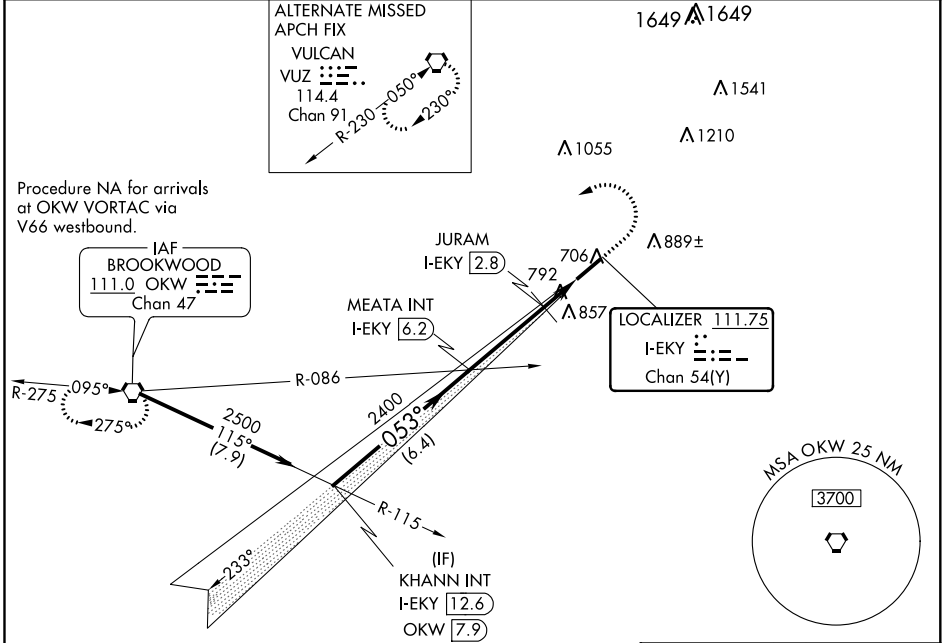 ALTERNATE MISSED
APCH FIX
VULCAN
VUZ
114.4
Chan 91
R-230
050°
230°
1649 1649
1541
1210
1055
Procedure NA for arrivals
at OKW VORTAC via
V66 westbound.
IAF
BROOKWOOD
111.0 OKW
Chan 47
JURAM
I-EKY 2.8
792
706
889±
857
MEATA INT
I-EKY 6.2
LOCALIZER 111.75
I-EKY
Chan 54(Y)
R-275
095°
275°
R-086
2500
115°
(7.9)
2400
053°
(6.4)
R-115
233°
(IF)
KHANN INT
I-EKY 12.6
OKW 7.9
MSA OKW 25 NM
3700